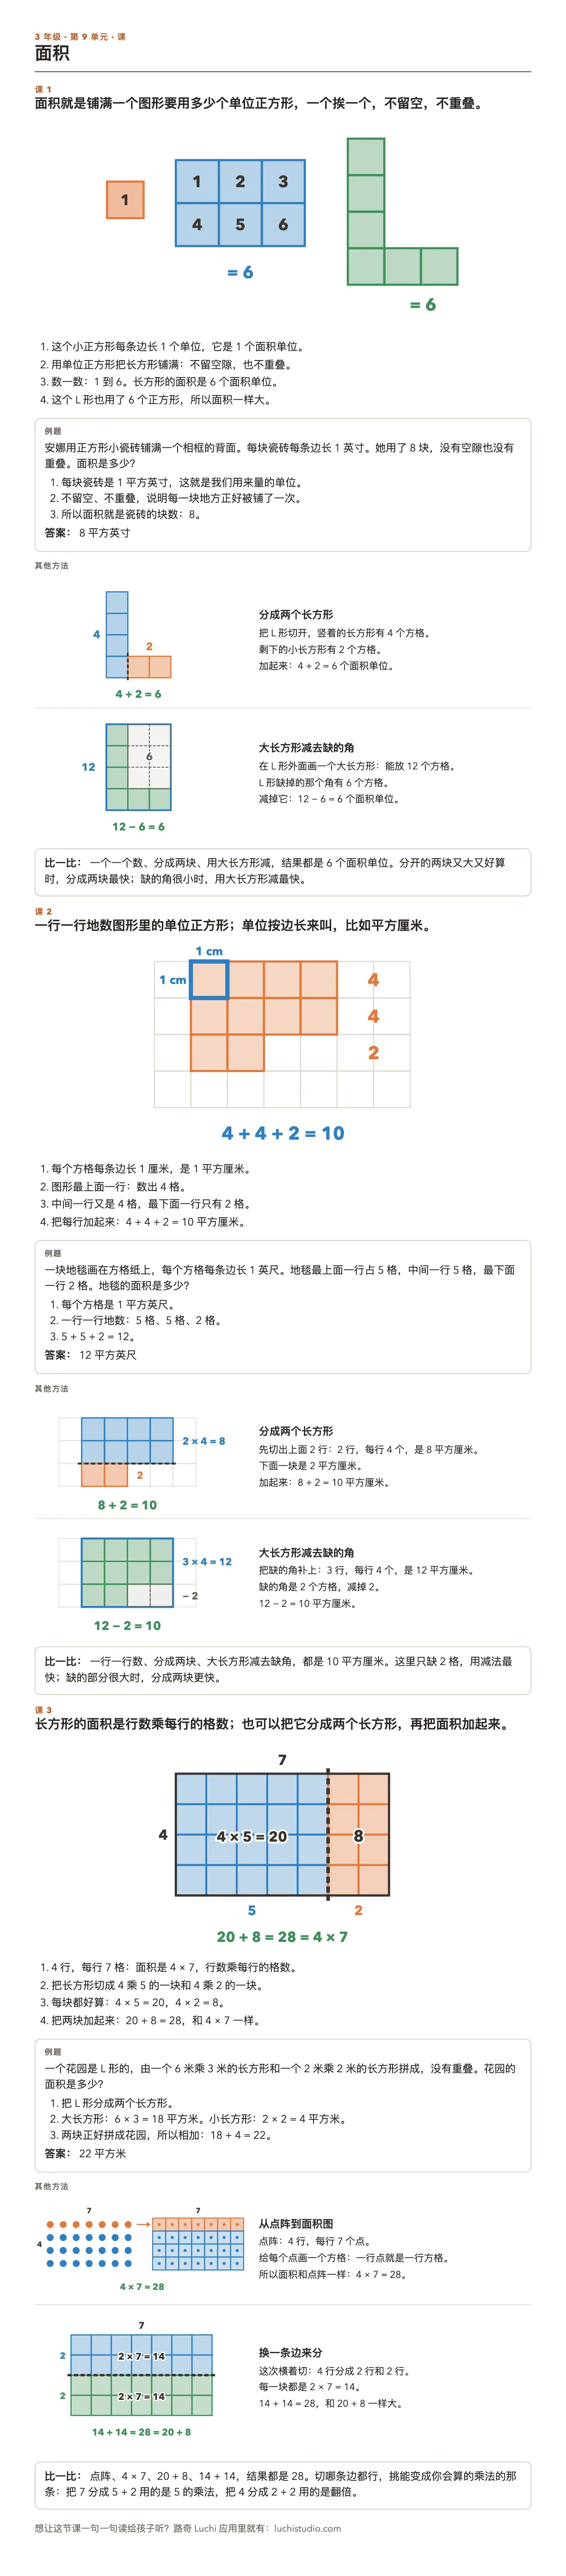 3 年级 · 第 9 单元 · 课
面积
课 1
面积就是铺满一个图形要用多少个单位正方形，一个挨一个，不留空，不重叠。
1
1 2 3
4 5 6
= 6
= 6
1. 这个小正方形每条边长 1 个单位，它是 1 个面积单位。
2. 用单位正方形把长方形铺满：不留空隙，也不重叠。
3. 数一数：1 到 6。长方形的面积是 6 个面积单位。
4. 这个 L 形也用了 6 个正方形，所以面积一样大。
例题
安娜用正方形小瓷砖铺满一个相框的背面。每块瓷砖每条边长 1 英寸。她用了 8 块，没有空隙也没有
重叠。面积是多少？
1. 每块瓷砖是 1 平方英寸，这就是我们用来量的单位。
2. 不留空、不重叠，说明每一块地方正好被铺了一次。
3. 所以面积就是瓷砖的块数：8。
答案： 8 平方英寸
其他方法
4
2
4 + 2 = 6
分成两个长方形
把 L 形切开，竖着的长方形有 4 个方格。
剩下的小长方形有 2 个方格。
加起来：4 + 2 = 6 个面积单位。
12
6
12 − 6 = 6
大长方形减去缺的角
在 L 形外面画一个大长方形：能放 12 个方格。
L 形缺掉的那个角有 6 个方格。
减掉它：12 − 6 = 6 个面积单位。
比一比： 一个一个数、分成两块、用大长方形减，结果都是 6 个面积单位。分开的两块又大又好算
时，分成两块最快；缺的角很小时，用大长方形减最快。
课 2
一行一行地数图形里的单位正方形；单位按边长来叫，比如平方厘米。
1 cm
1 cm
4
4
2
4 + 4 + 2 = 10
1. 每个方格每条边长 1 厘米，是 1 平方厘米。
2. 图形最上面一行：数出 4 格。
3. 中间一行又是 4 格，最下面一行只有 2 格。
4. 把每行加起来：4 + 4 + 2 = 10 平方厘米。
例题
一块地毯画在方格纸上，每个方格每条边长 1 英尺。地毯最上面一行占 5 格，中间一行 5 格，最下面
一行 2 格。地毯的面积是多少？
1. 每个方格是 1 平方英尺。
2. 一行一行地数：5 格、5 格、2 格。
3. 5 + 5 + 2 = 12。
答案： 12 平方英尺
其他方法
2 × 4 = 8
2
8 + 2 = 10
分成两个长方形
先切出上面 2 行：2 行，每行 4 个，是 8 平方厘米。
下面一块是 2 平方厘米。
加起来：8 + 2 = 10 平方厘米。
3 × 4 = 12
− 2
12 − 2 = 10
大长方形减去缺的角
把缺的角补上：3 行，每行 4 个，是 12 平方厘米。
缺的角是 2 个方格，减掉 2。
12 − 2 = 10 平方厘米。
比一比： 一行一行数、分成两块、大长方形减去缺角，都是 10 平方厘米。这里只缺 2 格，用减法最
快；缺的部分很大时，分成两块更快。
课 3
长方形的面积是行数乘每行的格数；也可以把它分成两个长方形，再把面积加起来。
7
4
4 × 5 = 20
8
5
2
20 + 8 = 28 = 4 × 7
1. 4 行，每行 7 格：面积是 4 × 7，行数乘每行的格数。
2. 把长方形切成 4 乘 5 的一块和 4 乘 2 的一块。
3. 每块都好算：4 × 5 = 20，4 × 2 = 8。
4. 把两块加起来：20 + 8 = 28，和 4 × 7 一样。
例题
一个花园是 L 形的，由一个 6 米乘 3 米的长方形和一个 2 米乘 2 米的长方形拼成，没有重叠。花园的
面积是多少？
1. 把 L 形分成两个长方形。
2. 大长方形：6 × 3 = 18 平方米。小长方形：2 × 2 = 4 平方米。
3. 两块正好拼成花园，所以相加：18 + 4 = 22。
答案： 22 平方米
其他方法
7
7
4
4 × 7 = 28
从点阵到面积图
点阵：4 行，每行 7 个点。
给每个点画一个方格：一行点就是一行方格。
所以面积和点阵一样：4 × 7 = 28。
7
2
2 × 7 = 14
2
2 × 7 = 14
14 + 14 = 28 = 20 + 8
换一条边来分
这次横着切：4 行分成 2 行和 2 行。
每一块都是 2 × 7 = 14。
14 + 14 = 28，和 20 + 8 一样大。
比一比： 点阵、4 × 7、20 + 8、14 + 14，结果都是 28。切哪条边都行，挑能变成你会算的乘法的那
条：把 7 分成 5 + 2 用的是 5 的乘法，把 4 分成 2 + 2 用的是翻倍。
想让这节课一句一句读给孩子听？路奇 Luchi 应用里就有：luchistudio.com